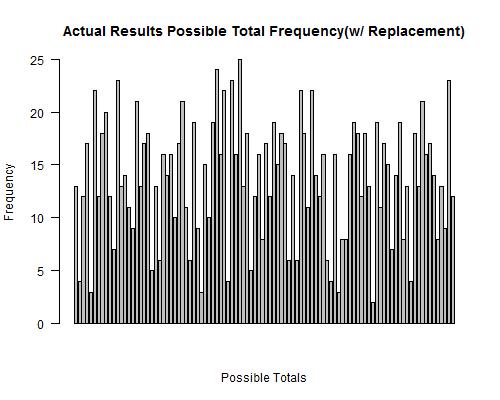 Actual Results Possible Total Frequency(w/ Replacement)
25
20
15
10
5
0
Frequency
Possible Totals